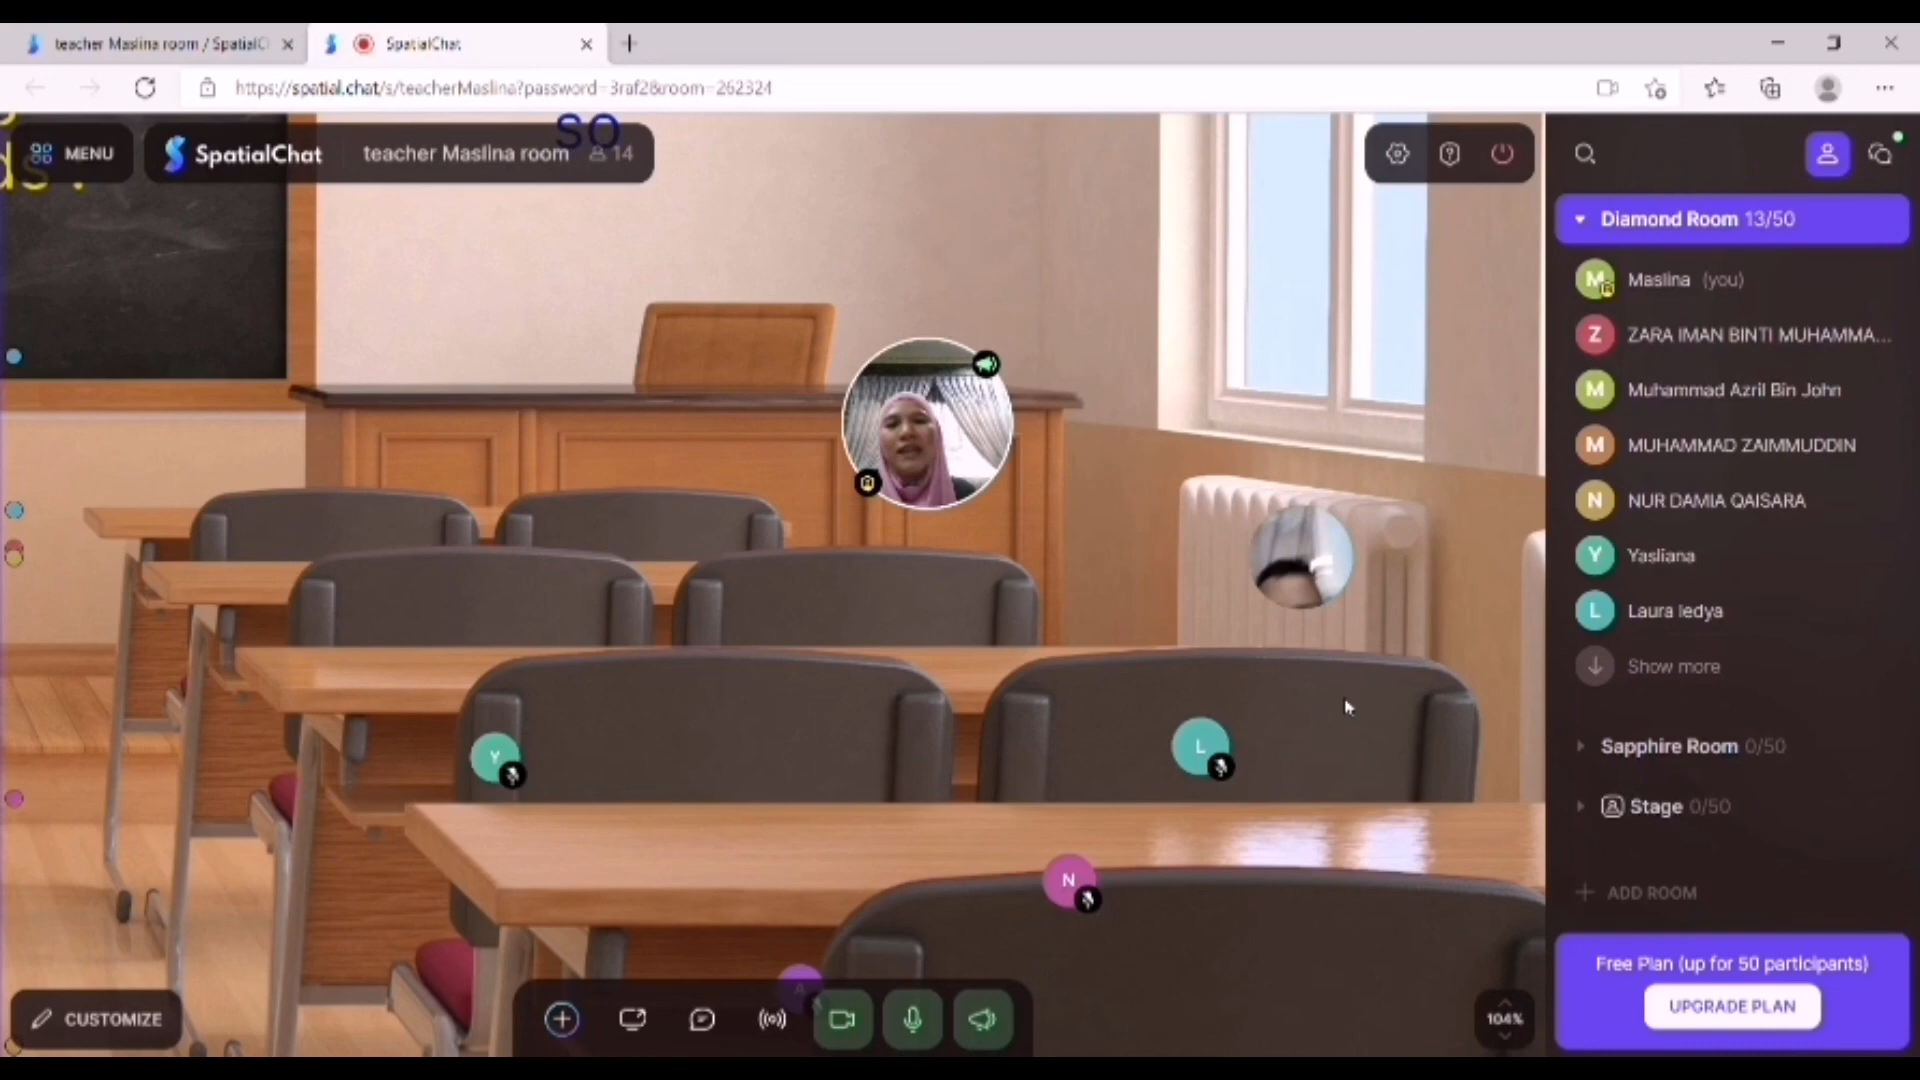 teacher Maslina room / SpatialC
SpatialChat
https://spatial.chat/s/teacherMaslina?password=3raf28&room=262324
so
MENU
SpatialChat
teacher Maslina room
14
ds .
Diamond Room 13/50
M
Maslina (you)
Z
ZARA IMAN BINTI MUHAMMA...
M
Muhammad Azril Bin John
M
MUHAMMAD ZAIMMUDDIN
N
NUR DAMIA QAISARA
Y
Yasliana
L
Laura ledya
Show more
Sapphire Room 0/50
Stage 0/50
ADD ROOM
Y
L
N
A
Free Plan (up for 50 participants)
UPGRADE PLAN
CUSTOMIZE
104%